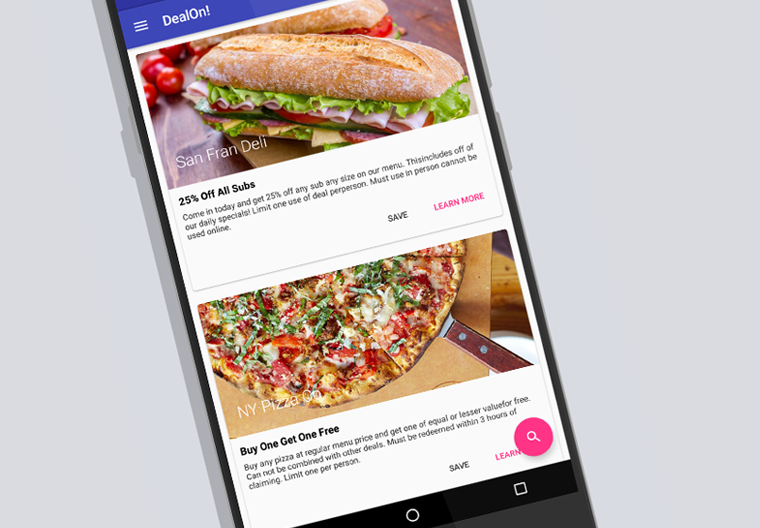 DealOn!
San Fran Deli
25% Off All Subs
Come in today and get 25% off any sub any size on our menu. Thisincludes off of
our daily specials! Limit one use of deal perperson. Must use in person cannot be
used online.
SAVE LEARN MORE
NY Pizza Co.
Buy One Get One Free
Buy any pizza at regular menu price and get one of equal or lesser valuefor free.
Can not be combined with other deals. Must be redeemed within 3 hours of
claiming. Limit one per person.
SAVE LEARN